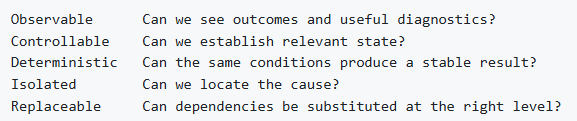 Observable Can we see outcomes and useful diagnostics?
Controllable Can we establish relevant state?
Deterministic Can the same conditions produce a stable result?
Isolated Can we locate the cause?
Replaceable Can dependencies be substituted at the right level?